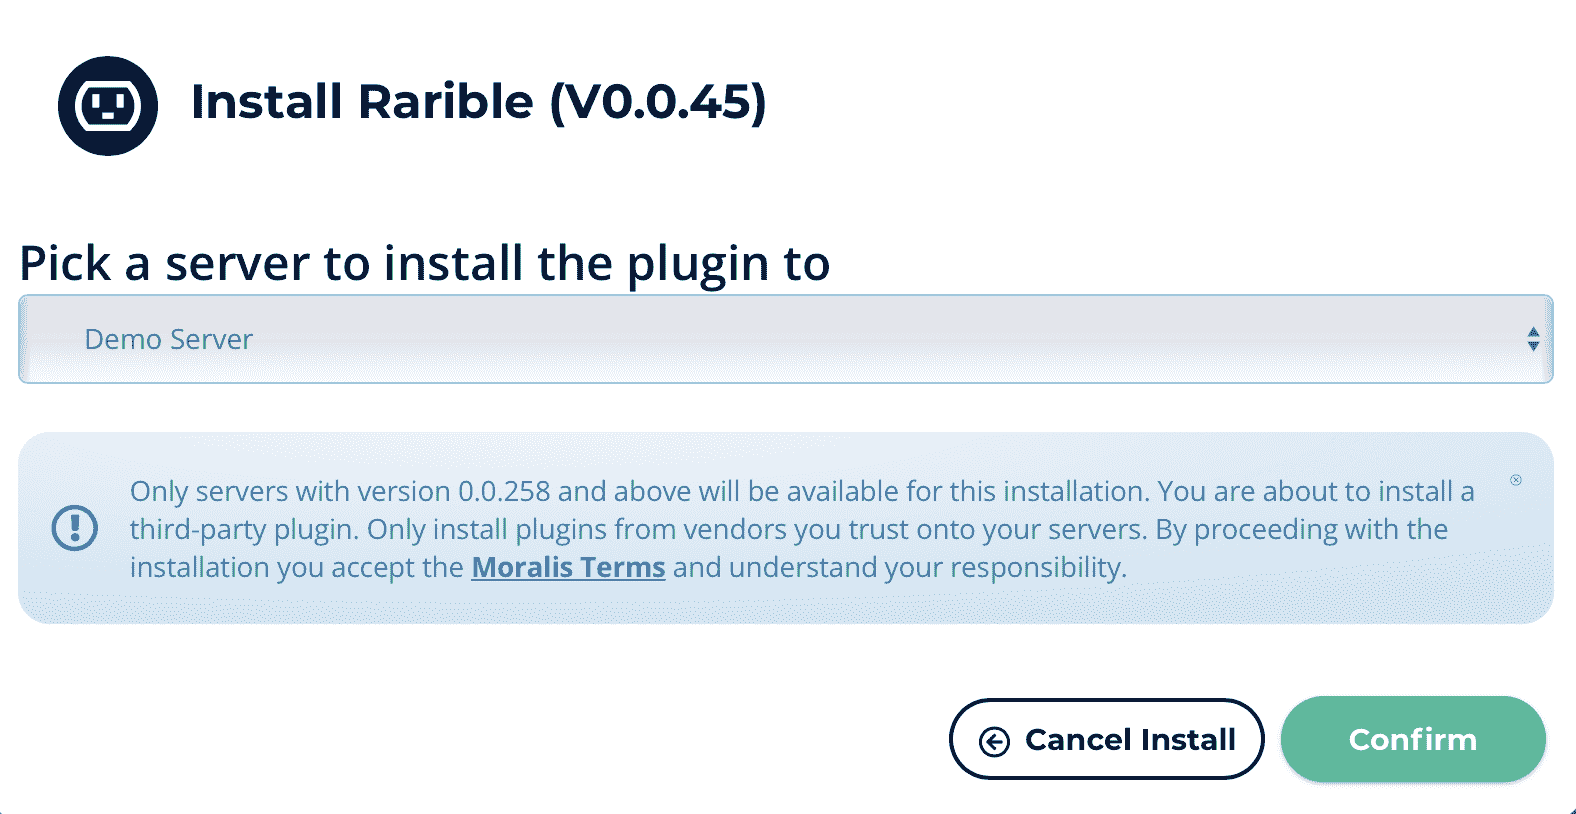 Install Rarible (V0.0.45)
Pick a server to install the plugin to
Demo Server
Only servers with version 0.0.258 and above will be available for this installation. You are about to install a
third-party plugin. Only install plugins from vendors you trust onto your servers. By proceeding with the
installation you accept the Moralis Terms and understand your responsibility.
Cancel Install
Confirm